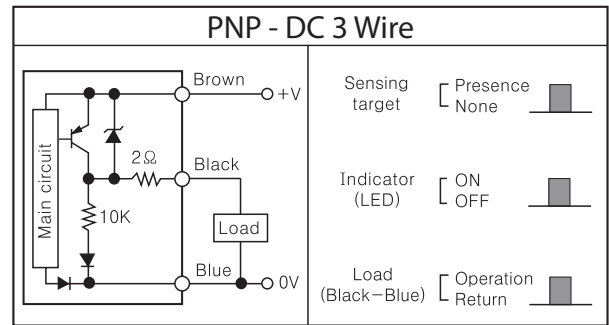 PNP - DC 3 Wire
Brown
+V
2Ω
Black
Main circuit
10K
Load
Blue
0V
Sensing
target
Presence
None
Indicator
(LED)
ON
OFF
Load
(Black-Blue)
Operation
Return